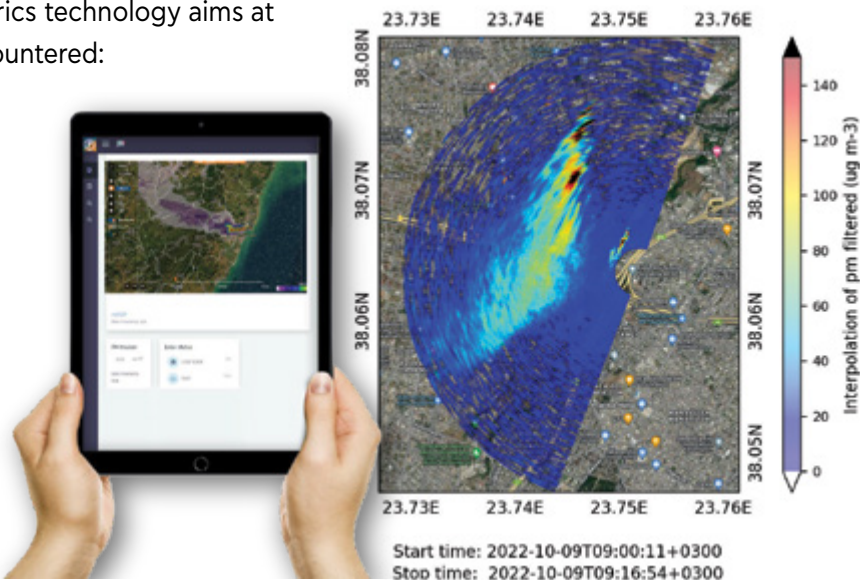 rics technology aims at
ountered:
23.73E 23.74E 23.75E 23.76E
38.08N
38.07N
38.06N
38.05N
38.07N
38.06N
38.05N
23.73E 23.74E 23.75E 23.76E
140
120
100
80
60
40
20
0
Interpolation of pm filtered (ug m-3)
Start time: 2022-10-09T09:00:11+0300
Stop time: 2022-10-09T09:16:54+0300